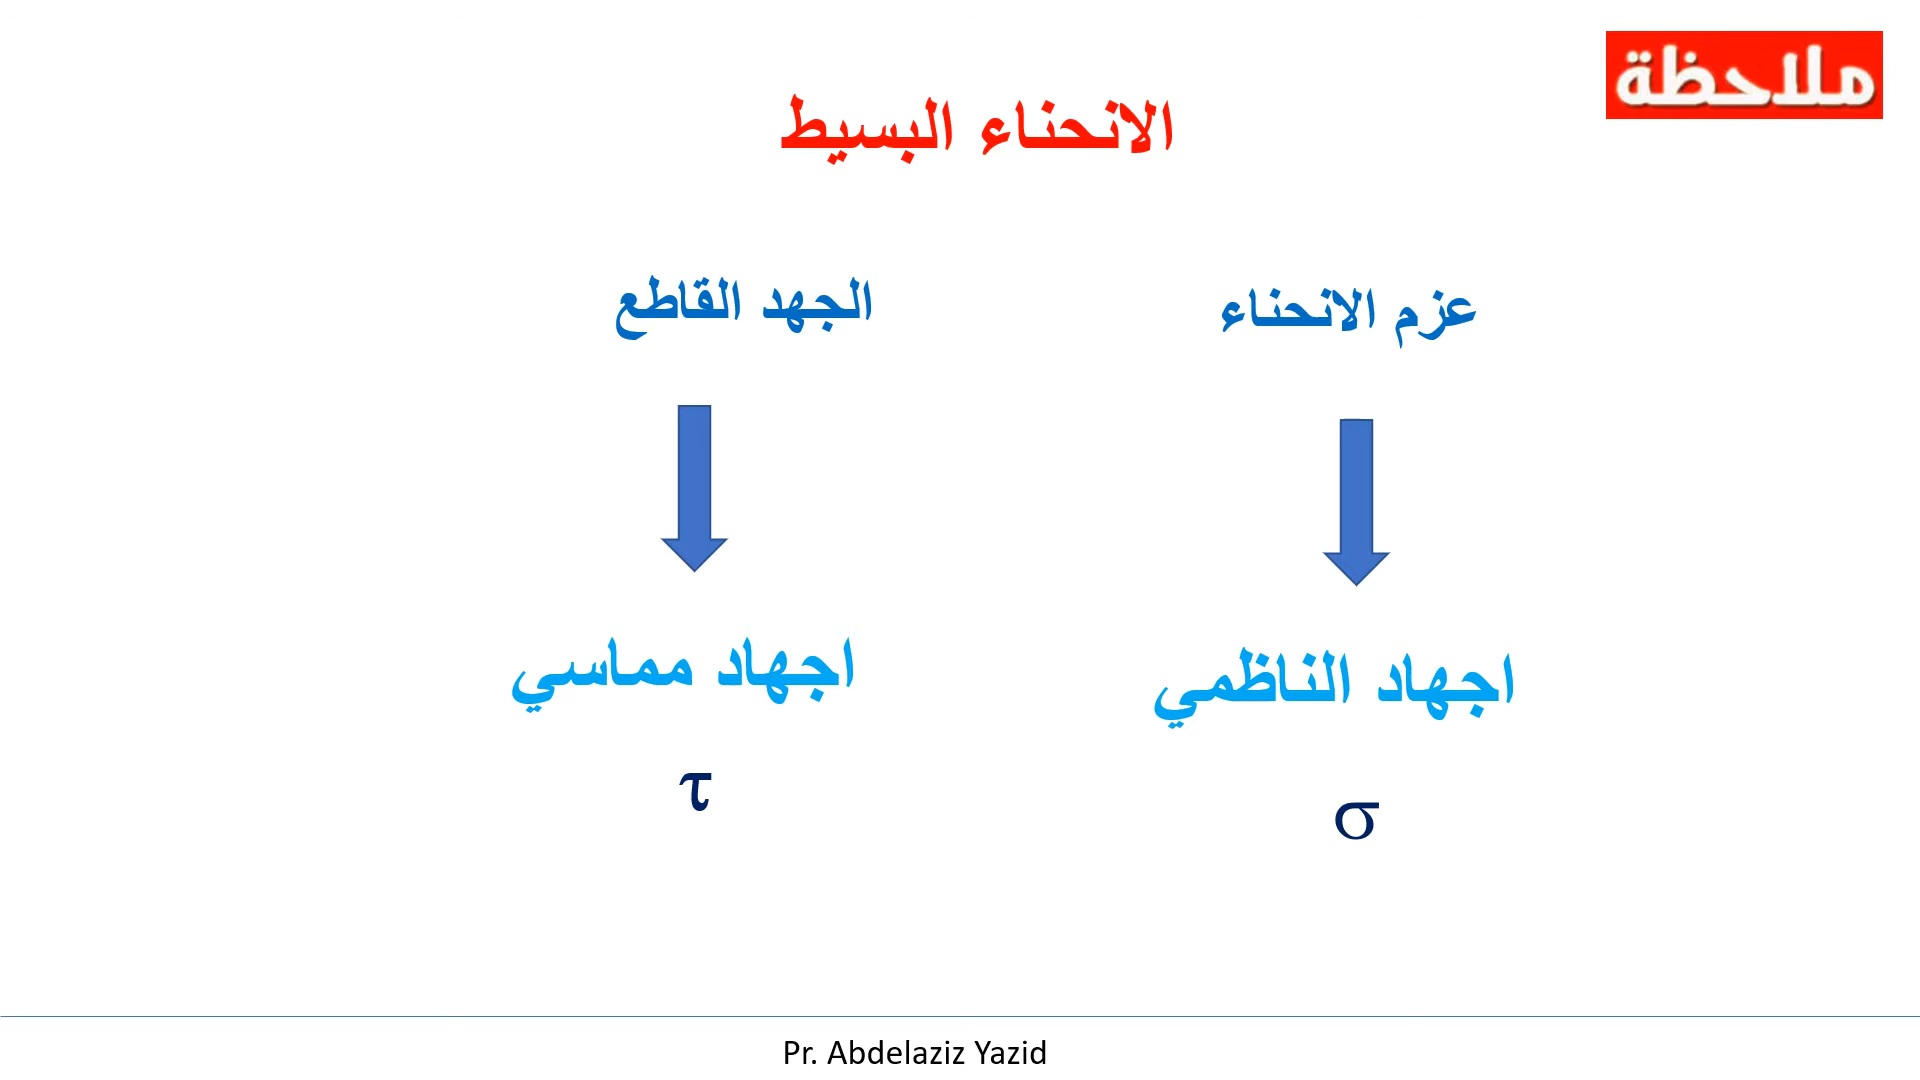 ملاحظة
الانحناء البسيط
عزم الانحناء
الجهد القاطع
اجهاد الناظمي
اجهاد مماسي
σ
τ
Pr. Abdelaziz Yazid